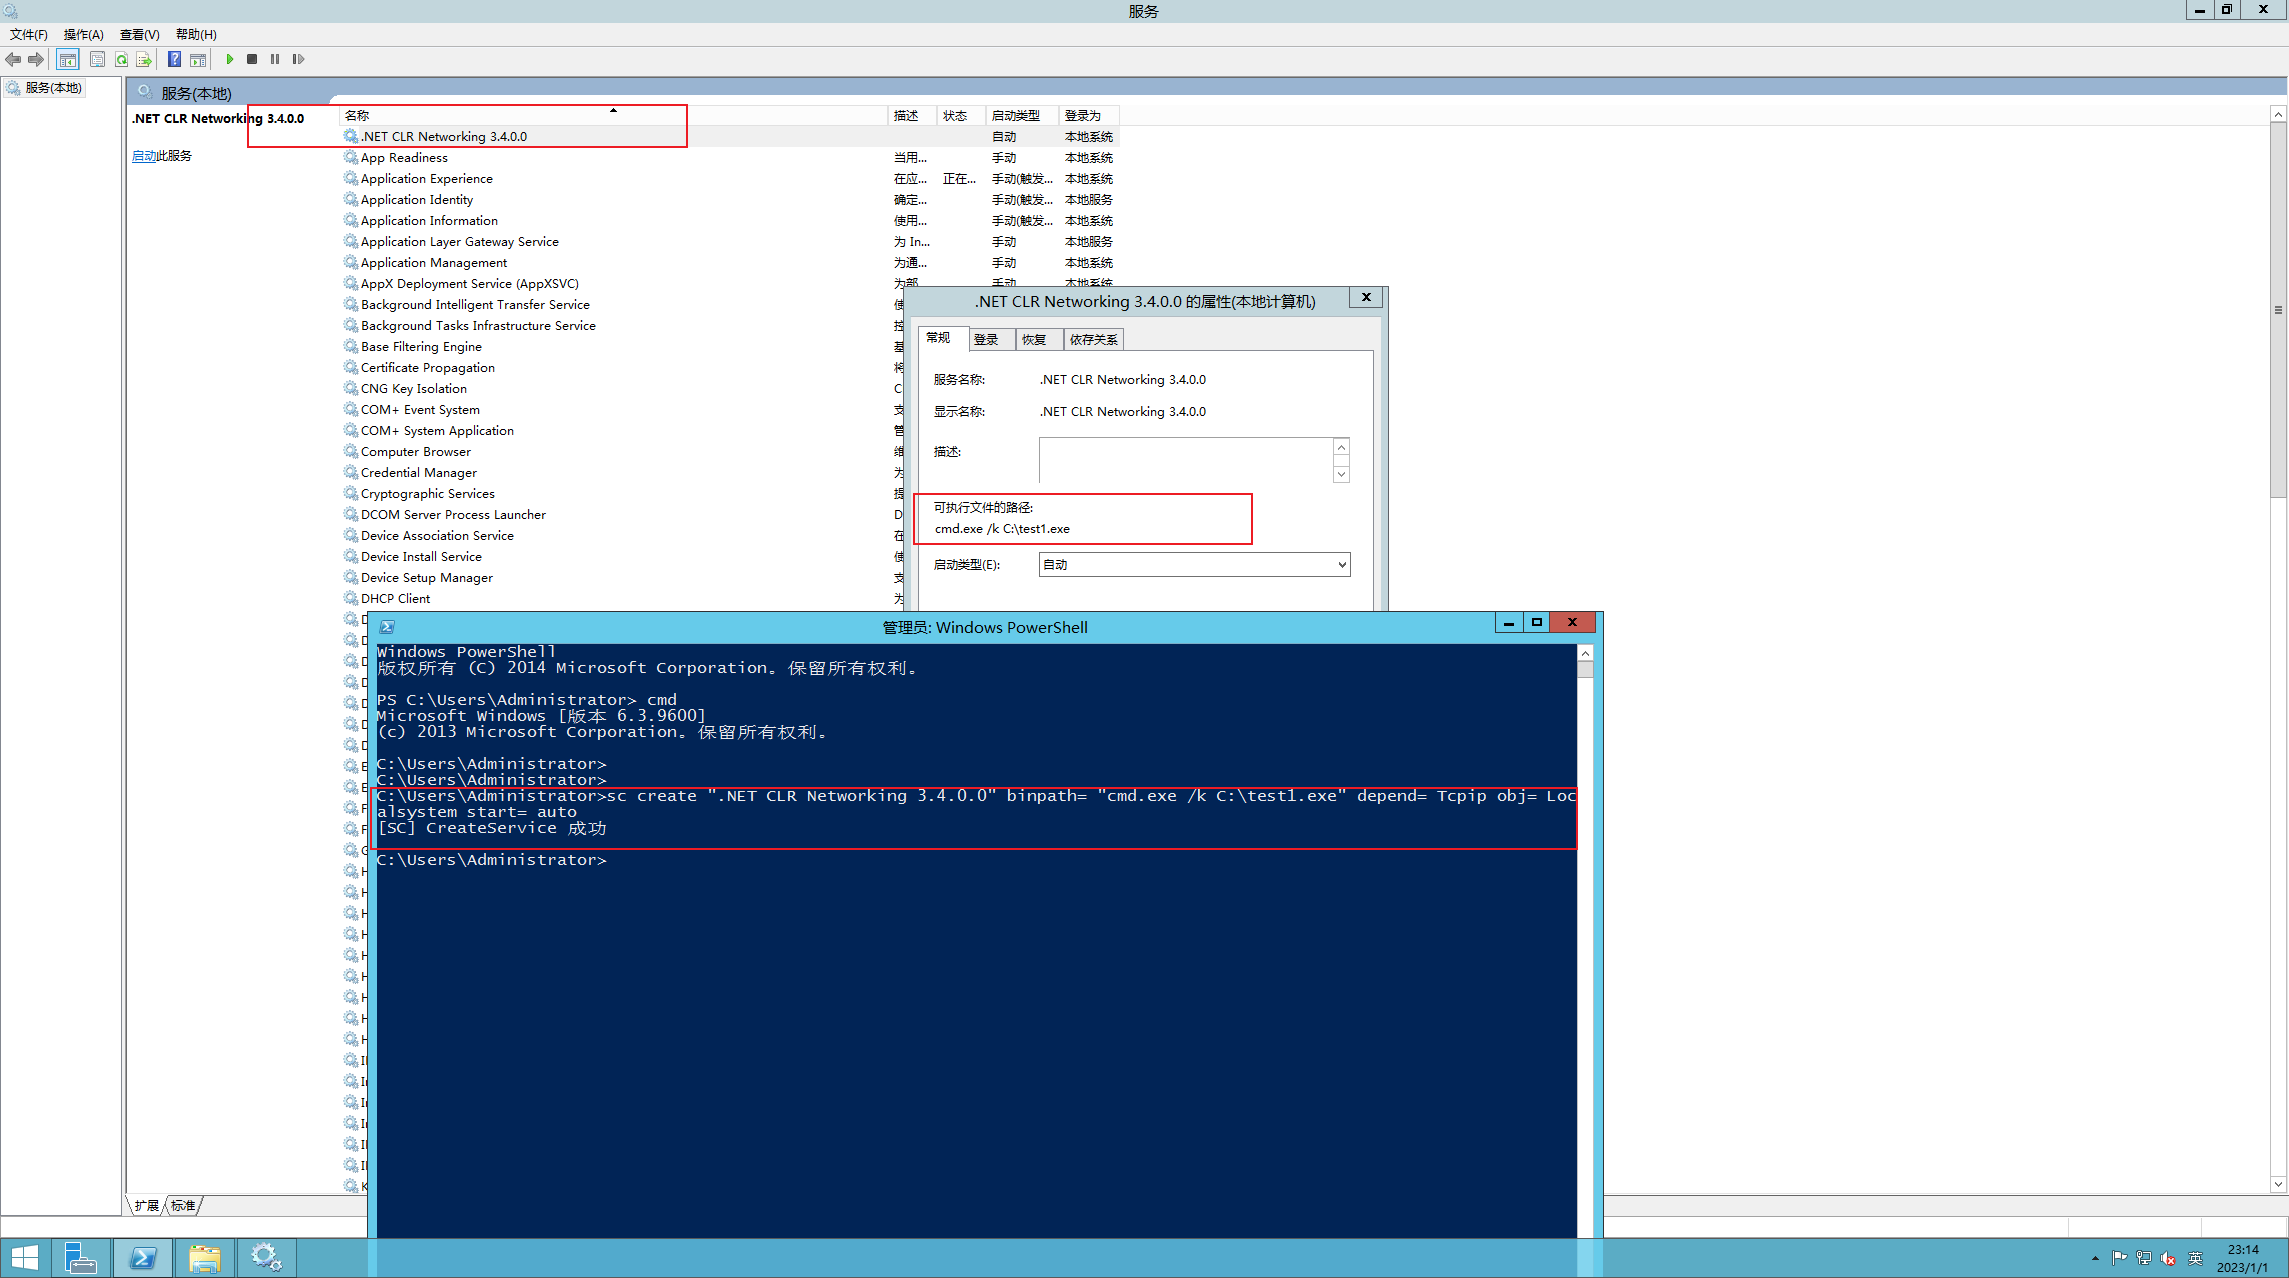 服务
文件(F) 操作(A) 查看(V) 帮助(H)
服务(本地)
服务(本地)
.NET CLR Networking 3.4.0.0
启动此服务
名称 描述 状态 启动类型 登录为
.NET CLR Networking 3.4.0.0 自动 本地系统
App Readiness 当用... 手动 本地系统
Application Experience 在应... 正在... 手动(触发... 本地系统
Application Identity 确定... 手动(触发... 本地服务
Application Information 使用... 手动(触发... 本地系统
Application Layer Gateway Service 为 In... 手动 本地服务
Application Management 为通... 手动 本地系统
AppX Deployment Service (AppXSVC) 为部 手动 本地系统
Background Intelligent Transfer Service 使
Background Tasks Infrastructure Service 控
Base Filtering Engine 基
Certificate Propagation 将
CNG Key Isolation C
COM+ Event System 支
COM+ System Application 管
Computer Browser 维
Credential Manager 为
Cryptographic Services 提
DCOM Server Process Launcher D
Device Association Service 在
Device Install Service 使
Device Setup Manager 支
DHCP Client 为
.NET CLR Networking 3.4.0.0 的属性(本地计算机)
常规 登录 恢复 依存关系
服务名称: .NET CLR Networking 3.4.0.0
显示名称: .NET CLR Networking 3.4.0.0
描述:
可执行文件的路径:
cmd.exe /k C:\test1.exe
启动类型(E): 自动
管理员: Windows PowerShell
Windows PowerShell
版权所有 (C) 2014 Microsoft Corporation。保留所有权利。
PS C:\Users\Administrator> cmd
Microsoft Windows [版本 6.3.9600]
(c) 2013 Microsoft Corporation。保留所有权利。
C:\Users\Administrator>
C:\Users\Administrator>
C:\Users\Administrator>sc create ".NET CLR Networking 3.4.0.0" binpath= "cmd.exe /k C:\test1.exe" depend= Tcpip obj= Loc
alsystem start= auto
[SC] CreateService 成功
C:\Users\Administrator>
扩展 标准
英
23:14
2023/1/1